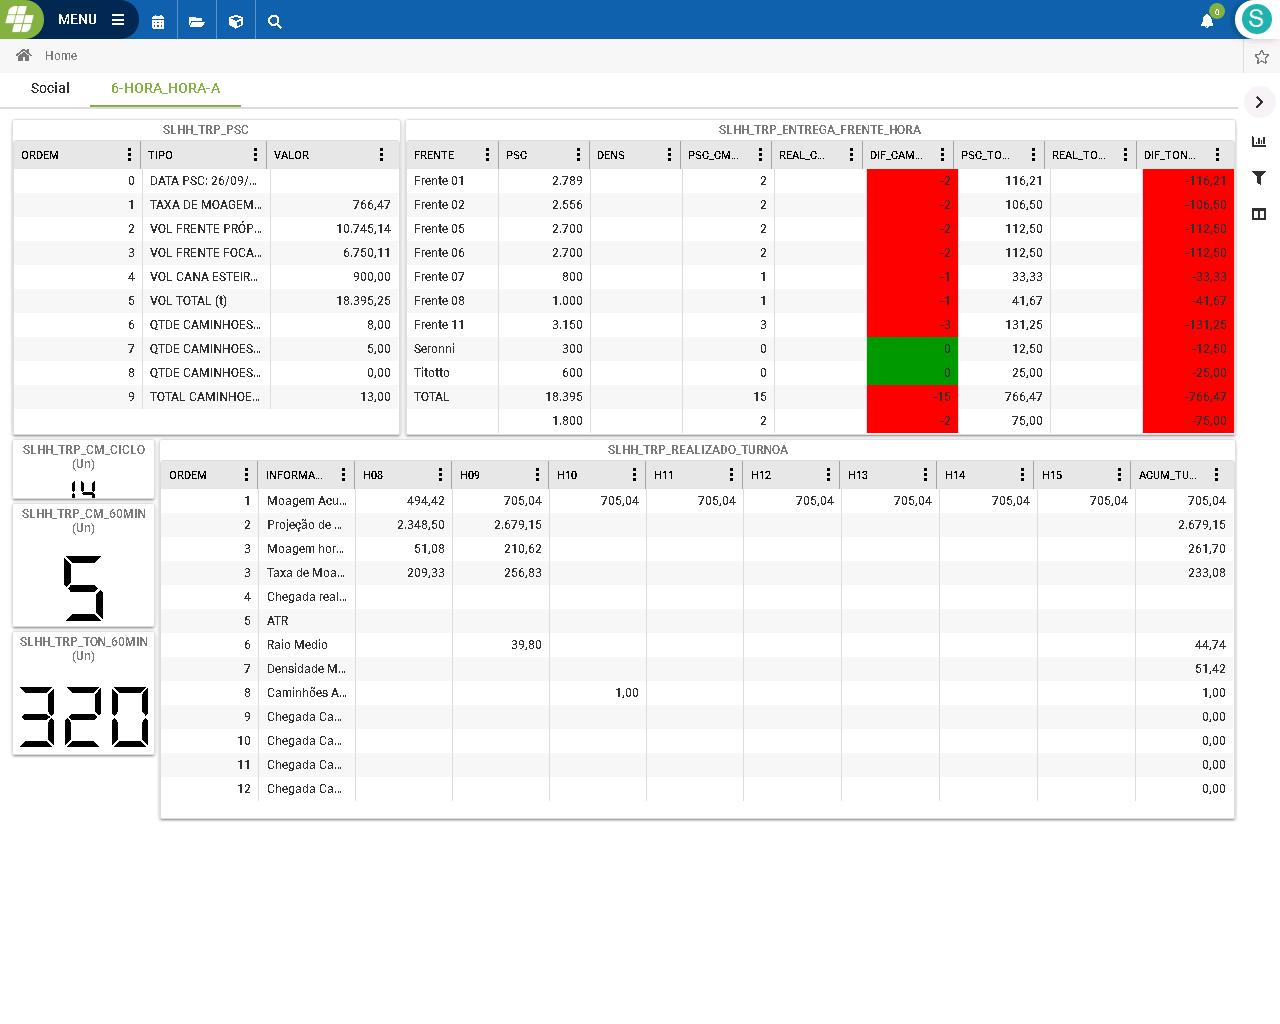 MENU
0
S
Home
Social 6-HORA_HORA-A
SLHH_TRP_PSC
ORDEM TIPO VALOR
0 DATA PSC: 26/09/...
1 TAXA DE MOAGEM... 766,47
2 VOL FRENTE PRÓP... 10.745,14
3 VOL FRENTE FOCA... 6.750,11
4 VOL CANA ESTEIR... 900,00
5 VOL TOTAL (t) 18.395,25
6 QTDE CAMINHOES... 8,00
7 QTDE CAMINHOES... 5,00
8 QTDE CAMINHOES... 0,00
9 TOTAL CAMINHOE... 13,00
SLHH_TRP_ENTREGA_FRENTE_HORA
FRENTE PSC DENS PSC_CM... REAL_C... DIF_CAM... PSC_TO... REAL_TO... DIF_TON...
Frente 01 2.789 2 -2 116,21 -116,21
Frente 02 2.556 2 -2 106,50 -106,50
Frente 05 2.700 2 -2 112,50 -112,50
Frente 06 2.700 2 -2 112,50 -112,50
Frente 07 800 1 -1 33,33 -33,33
Frente 08 1.000 1 -1 41,67 -41,67
Frente 11 3.150 3 -3 131,25 -131,25
Seronni 300 0 0 12,50 -12,50
Titotto 600 0 0 25,00 -25,00
TOTAL 18.395 15 -15 766,47 -766,47
1.800 2 -2 75,00 -75,00
SLHH_TRP_CM_CICLO
(Un)
14
SLHH_TRP_CM_60MIN
(Un)
5
SLHH_TRP_TON_60MIN
(Un)
320
SLHH_TRP_REALIZADO_TURNOA
ORDEM INFORMA... H08 H09 H10 H11 H12 H13 H14 H15 ACUM_TU...
1 Moagem Acu... 494,42 705,04 705,04 705,04 705,04 705,04 705,04 705,04 705,04
2 Projeção de ... 2.348,50 2.679,15 2.679,15
3 Moagem hor... 51,08 210,62 261,70
3 Taxa de Moa... 209,33 256,83 233,08
4 Chegada real...
5 ATR
6 Raio Medio 39,80 44,74
7 Densidade M... 51,42
8 Caminhões A... 1,00 1,00
9 Chegada Ca... 0,00
10 Chegada Ca... 0,00
11 Chegada Ca... 0,00
12 Chegada Ca... 0,00